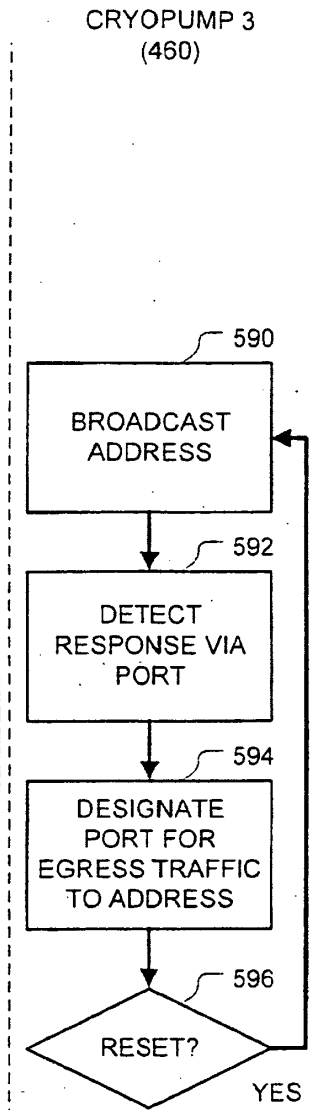 CRYOPUMP 3
(460)
590
BROADCAST
ADDRESS
592
DETECT
RESPONSE VIA
PORT
594
DESIGNATE
PORT FOR
EGRESS TRAFFIC
TO ADDRESS
596
RESET?
YES